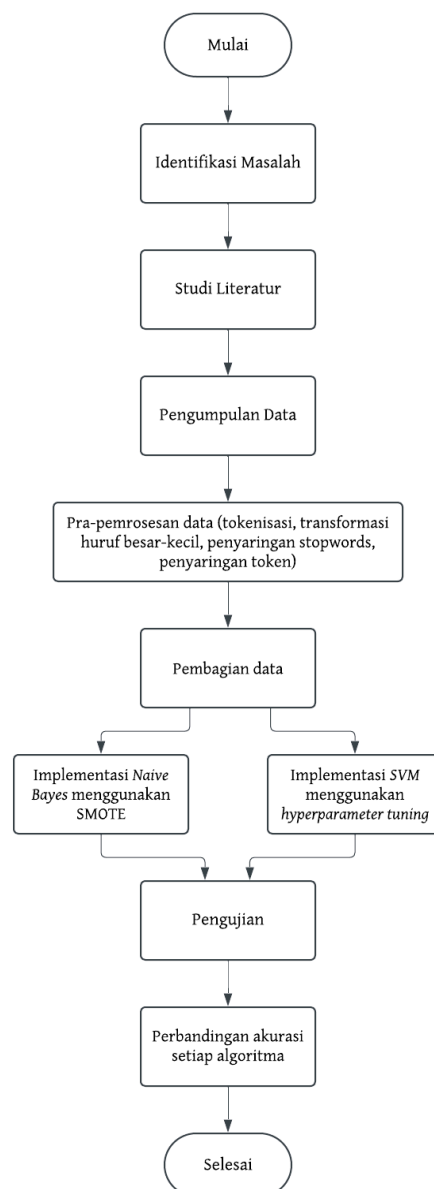 Mulai
Identifikasi Masalah
Studi Literatur
Pengumpulan Data
Pra-pemrosesan data (tokenisasi, transformasi
huruf besar-kecil, penyaringan stopwords,
penyaringan token)
Pembagian data
Implementasi Naive
Bayes menggunakan
SMOTE
Implementasi SVM
menggunakan
hyperparameter tuning
Pengujian
Perbandingan akurasi
setiap algoritma
Selesai